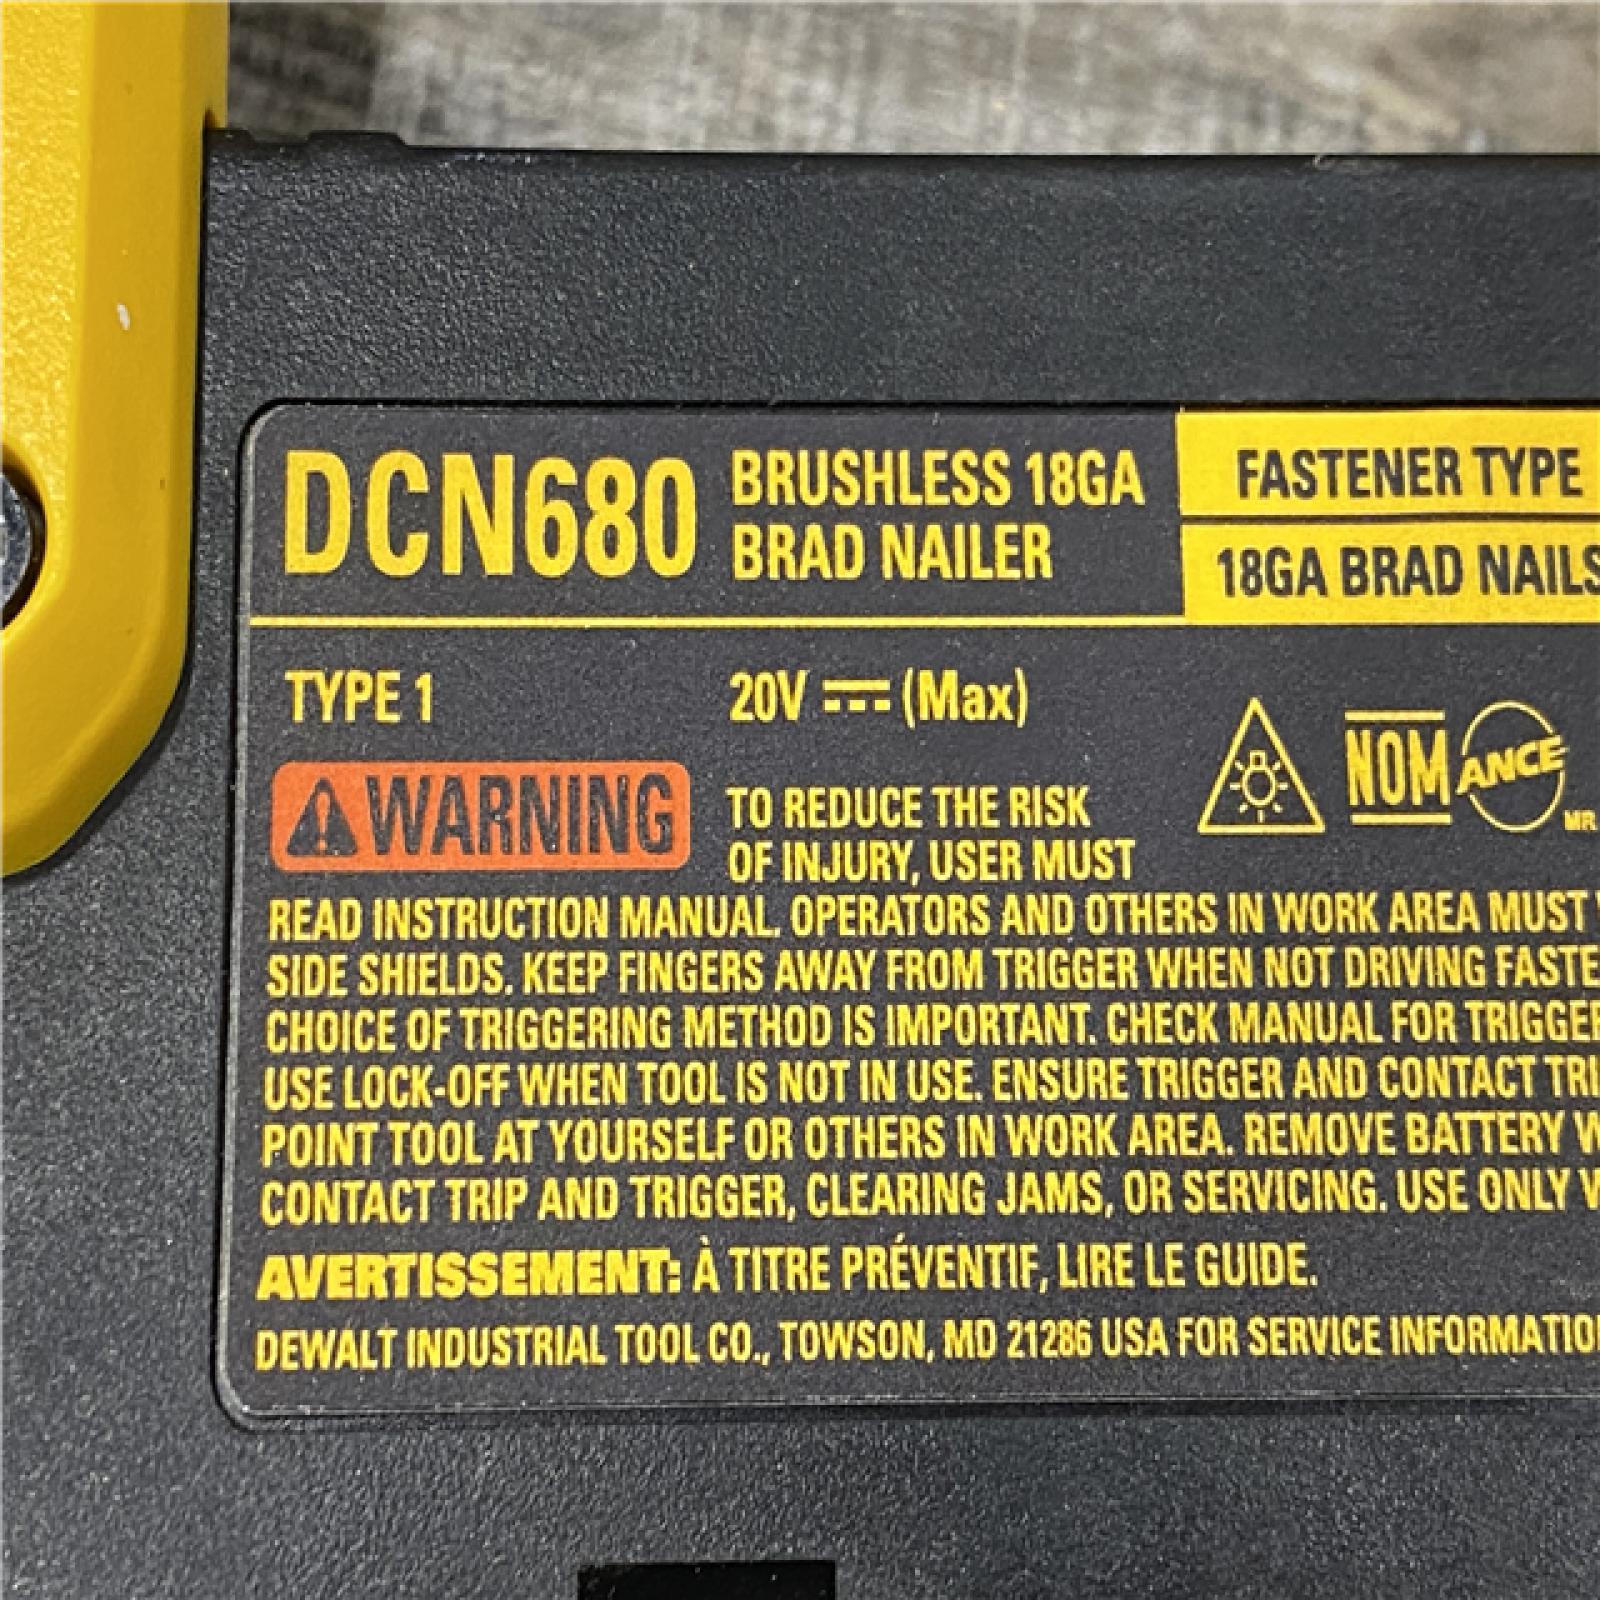 DCN680 BRUSHLESS 18GA
BRAD NAILER
FASTENER TYPE
18GA BRAD NAILS
TYPE 1 20V (Max)
NOM ANCE MR
WARNING TO REDUCE THE RISK
OF INJURY, USER MUST
READ INSTRUCTION MANUAL. OPERATORS AND OTHERS IN WORK AREA MUST
SIDE SHIELDS. KEEP FINGERS AWAY FROM TRIGGER WHEN NOT DRIVING
CHOICE OF TRIGGERING METHOD IS IMPORTANT. CHECK MANUAL FOR
USE LOCK-OFF WHEN TOOL IS NOT IN USE. ENSURE TRIGGER AND CONTACT
POINT TOOL AT YOURSELF OR OTHERS IN WORK AREA. REMOVE BATTERY
CONTACT TRIP AND TRIGGER, CLEARING JAMS, OR SERVICING. USE ONLY
AVERTISSEMENT: À TITRE PRÉVENTIF, LIRE LE GUIDE.
DEWALT INDUSTRIAL TOOL CO., TOWSON, MD 21286 USA FOR SERVICE